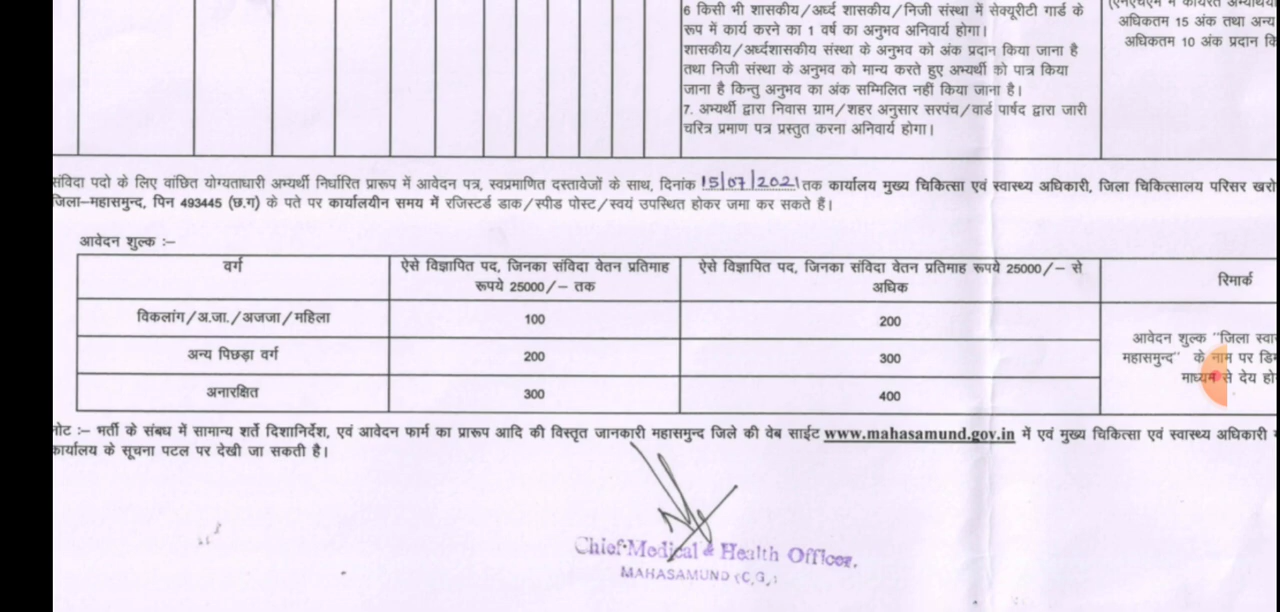 6 किसी भी शासकीय/अर्ध्द शासकीय/निजी संस्था में सेक्यूरीटी गार्ड के
रूप में कार्य करने का 1 वर्ष का अनुभव अनिवार्य होगा।
शासकीय/अर्ध्दशासकीय संस्था के अनुभव को अंक प्रदान किया जाना है
तथा निजी संस्था के अनुभव को मान्य करते हुए अभ्यर्थी को पात्र किया
जाना है किन्तु अनुभव का अंक सम्मिलित नहीं किया जाना है।
7. अभ्यर्थी द्वारा निवास ग्राम/शहर अनुसार सरपंच/वार्ड पार्षद द्वारा जारी
चरित्र प्रमाण पत्र प्रस्तुत करना अनिवार्य होगा।
अधिकतम 15 अंक तथा अन्य
अधिकतम 10 अंक प्रदान कि
संविदा पदो के लिए वांछित योग्यताधारी अभ्यर्थी निर्धारित प्रारूप में आवेदन पत्र, स्वप्रमाणित दस्तावेजों के साथ, दिनांक 15/07/2021 तक कार्यालय मुख्य चिकित्सा एवं स्वास्थ्य अधिकारी, जिला चिकित्सालय परिसर खरो
जिला–महासमुन्द, पिन 493445 (छ.ग) के पते पर कार्यालयीन समय में रजिस्टर्ड डाक/स्पीड पोस्ट/स्वयं उपस्थित होकर जमा कर सकते हैं।
आवेदन शुल्क :–
वर्ग
ऐसे विज्ञापित पद, जिनका संविदा वेतन प्रतिमाह
रूपये 25000/– तक
ऐसे विज्ञापित पद, जिनका संविदा वेतन प्रतिमाह रूपये 25000/– से
अधिक
रिमार्क
विकलांग/अ.जा./अजजा/महिला
100
200
अन्य पिछड़ा वर्ग
200
300
अनारक्षित
300
400
आवेदन शुल्क "जिला स्वा
महासमुन्द" के नाम पर डि
माध्यम से देय हो
नोट :– भर्ती के संबध में सामान्य शर्ते दिशानिर्देश, एवं आवेदन फार्म का प्रारूप आदि की विस्तृत जानकारी महासमुन्द जिले की वेब साईट www.mahasamund.gov.in में एवं मुख्य चिकित्सा एवं स्वास्थ्य अधिकारी
कार्यालय के सूचना पटल पर देखी जा सकती है।
Chief Medical & Health Officer,
MAHASAMUND (C.G.)